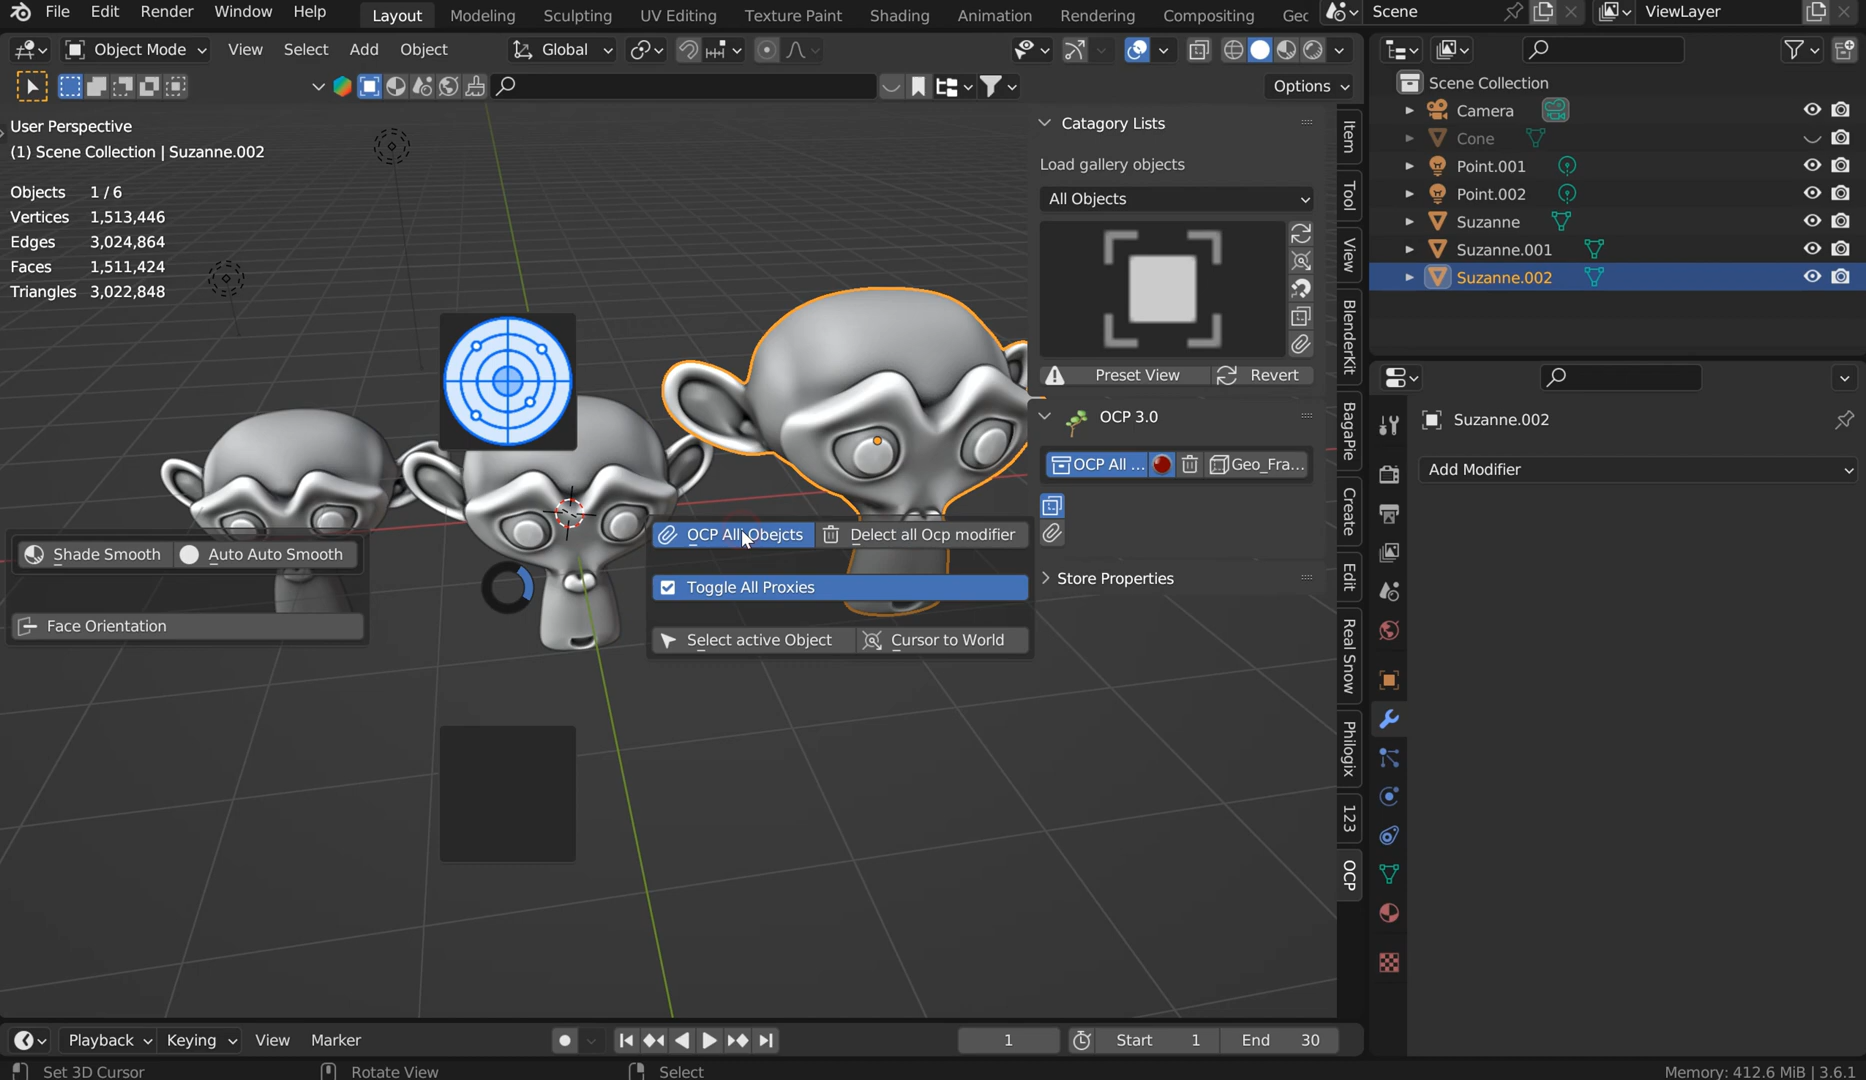 File Edit Render Window Help Layout Modeling Sculpting UV Editing Texture Paint Shading Animation Rendering Compositing Geo Scene ViewLayer
Object Mode View Select Add Object Global
Options
User Perspective
(1) Scene Collection | Suzanne.002
Objects 1 / 6
Vertices 1,513,446
Edges 3,024,864
Faces 1,511,424
Triangles 3,022,848
Shade Smooth Auto Auto Smooth
Face Orientation
OCP All Obejcts Delect all Ocp modifier
Toggle All Proxies
Select active Object Cursor to World
Catagory Lists
Load gallery objects
All Objects
Preset View Revert
OCP 3.0
OCP All ... Geo_Fra...
Store Properties
Item
Tool
View
BlenderKit
BagaPie
Create
Edit
Real Snow
Philogix
123
OCP
Scene Collection
Camera
Cone
Point.001
Point.002
Suzanne
Suzanne.001
Suzanne.002
Suzanne.002
Add Modifier
Playback Keying View Marker 1 Start 1 End 30
Set 3D Cursor Rotate View Select Memory: 412.6 MiB | 3.6.1